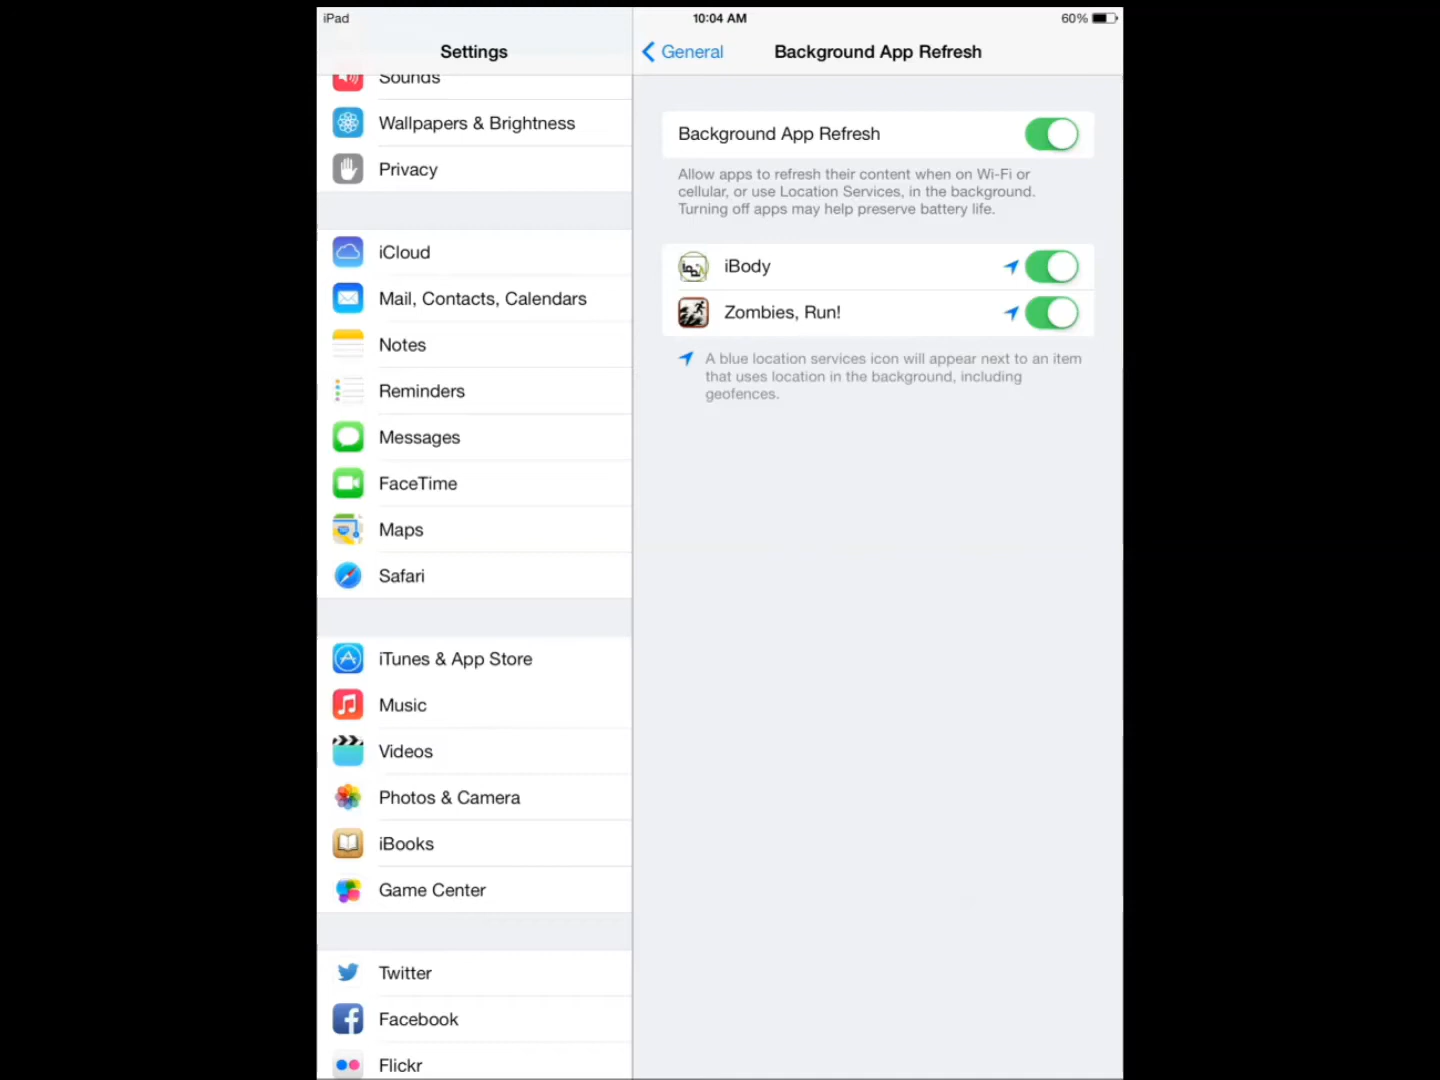 iPad
10:04 AM
60%
Settings
General
Background App Refresh
Sounds
Wallpapers & Brightness
Privacy
iCloud
Mail, Contacts, Calendars
Notes
Reminders
Messages
FaceTime
Maps
Safari
iTunes & App Store
Music
Videos
Photos & Camera
iBooks
Game Center
Twitter
Facebook
Flickr
Background App Refresh
Allow apps to refresh their content when on Wi-Fi or
cellular, or use Location Services, in the background.
Turning off apps may help preserve battery life.
iBody
Zombies, Run!
A blue location services icon will appear next to an item
that uses location in the background, including
geofences.